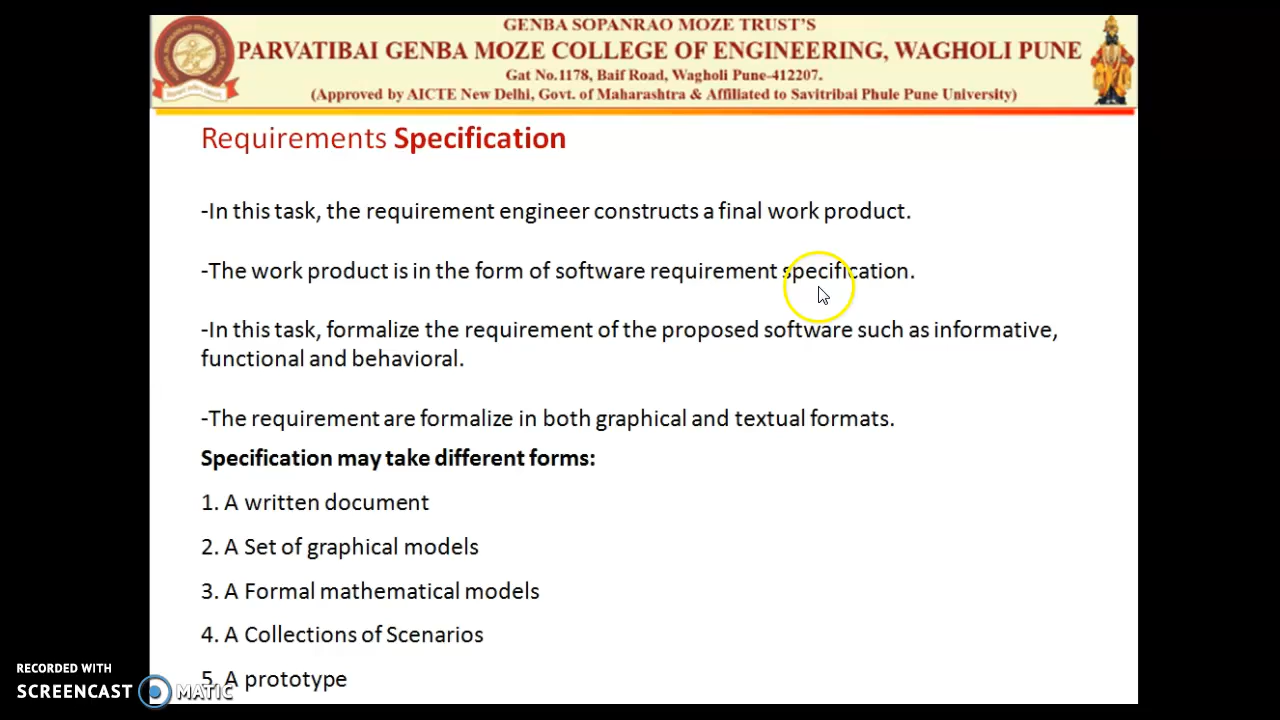 GENBA SOPANRAO MOZE TRUST'S
PARVATIBAI GENBA MOZE COLLEGE OF ENGINEERING, WAGHOLI PUNE
Gat No.1178, Baif Road, Wagholi Pune-412207.
(Approved by AICTE New Delhi, Govt. of Maharashtra & Affiliated to Savitribai Phule Pune University)
Requirements Specification
-In this task, the requirement engineer constructs a final work product.
-The work product is in the form of software requirement specification.
-In this task, formalize the requirement of the proposed software such as informative,
functional and behavioral.
-The requirement are formalize in both graphical and textual formats.
Specification may take different forms:
1. A written document
2. A Set of graphical models
3. A Formal mathematical models
4. A Collections of Scenarios
5. A prototype
RECORDED WITH
SCREENCAST MATIC